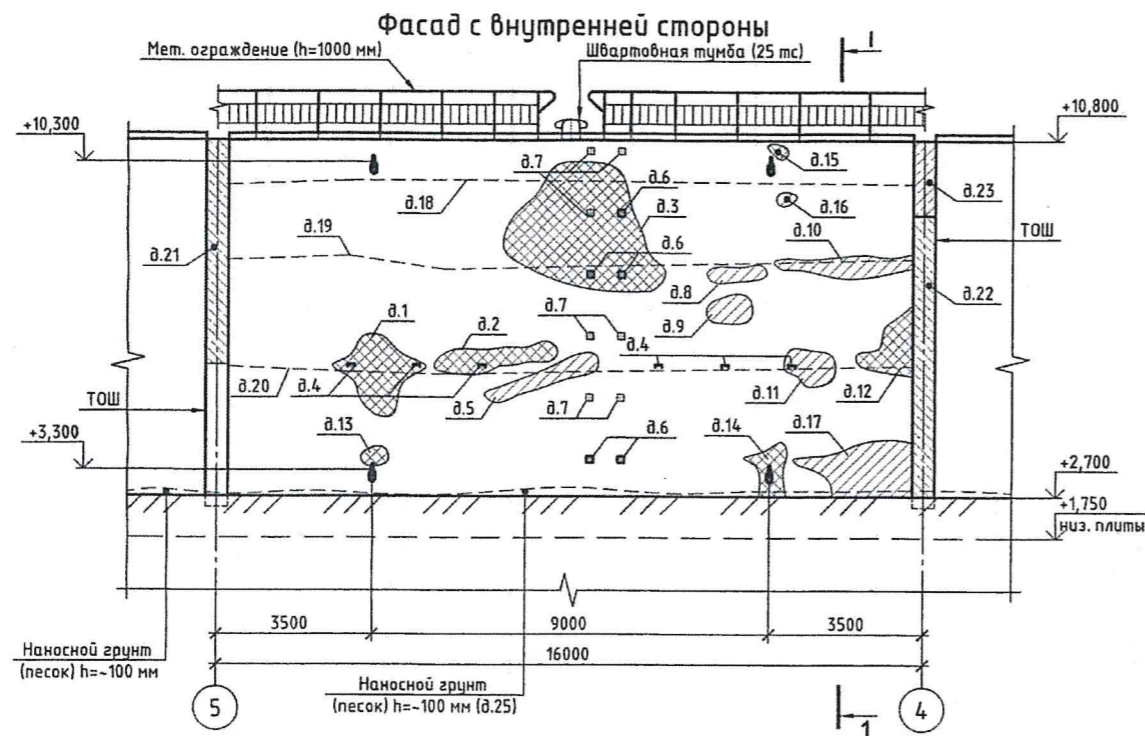 Фасад с внутренней стороны
Мет. ограждение (h=1000 мм)
Швартовная тумба (25 тс)
I
+10,300
+10,800
д.7
д.15
д.6
д.18
д.3
д.16
д.23
д.19
д.21
д.6
д.10
ТОШ
д.8
д.22
д.1
д.2
д.7
д.9
д.4
д.20
д.4
д.5
д.11
д.12
ТОШ
д.7
+3,300
д.13
д.6
д.14
д.17
+2,700
+1,750
низ. плиты
3500
9000
3500
16000
Наносной грунт
(песок) h=~100 мм
Наносной грунт
(песок) h=~100 мм (д.25)
5
4
1